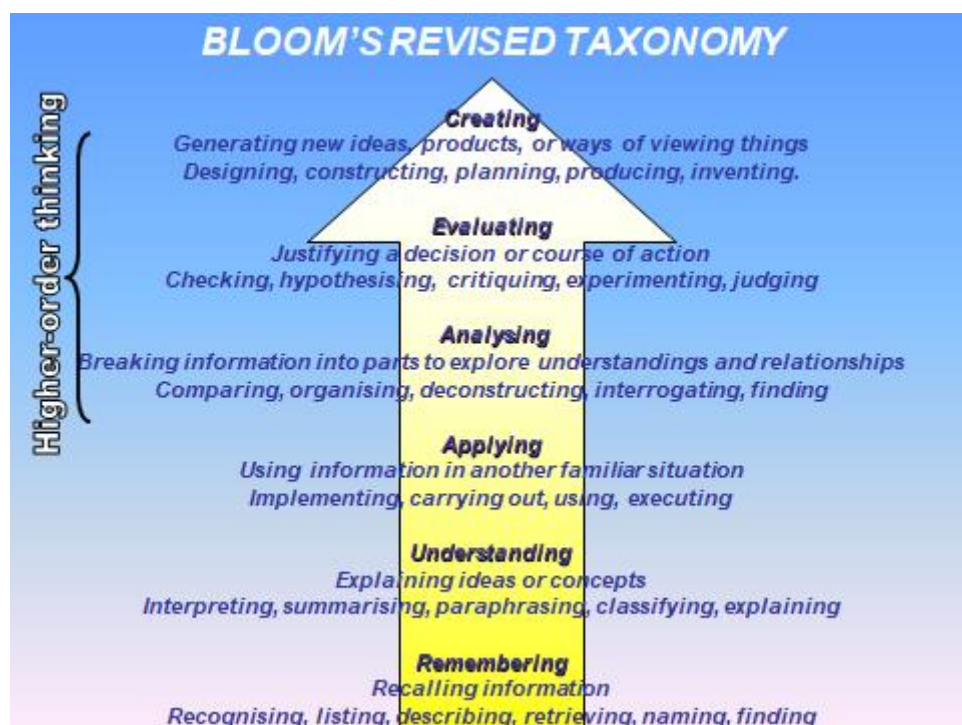 BLOOM'S REVISED TAXONOMY
Higher-order thinking
Creating
Generating new ideas, products, or ways of viewing things
Designing, constructing, planning, producing, inventing.
Evaluating
Justifying a decision or course of action
Checking, hypothesising, critiquing, experimenting, judging
Analysing
Breaking information into parts to explore understandings and relationships
Comparing, organising, deconstructing, interrogating, finding
Applying
Using information in another familiar situation
Implementing, carrying out, using, executing
Understanding
Explaining ideas or concepts
Interpreting, summarising, paraphrasing, classifying, explaining
Remembering
Recalling information
Recognising, listing, describing, retrieving, naming, finding